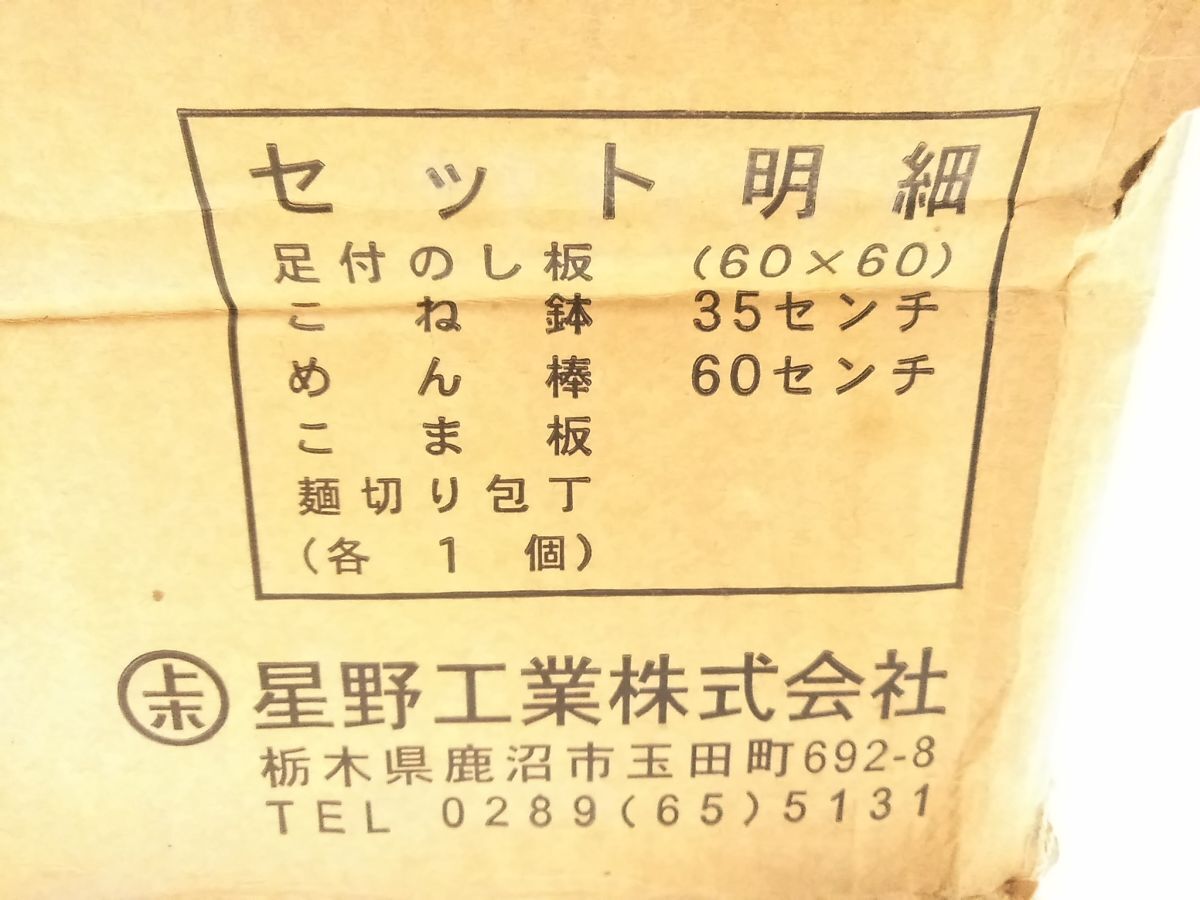 セット明細
足付のし板 (60×60)
こね鉢 35センチ
めん棒 60センチ
こま板
麺切り包丁
(各1個)
星野工業株式会社
栃木県鹿沼市玉田町692-8
TEL 0289(65)5131